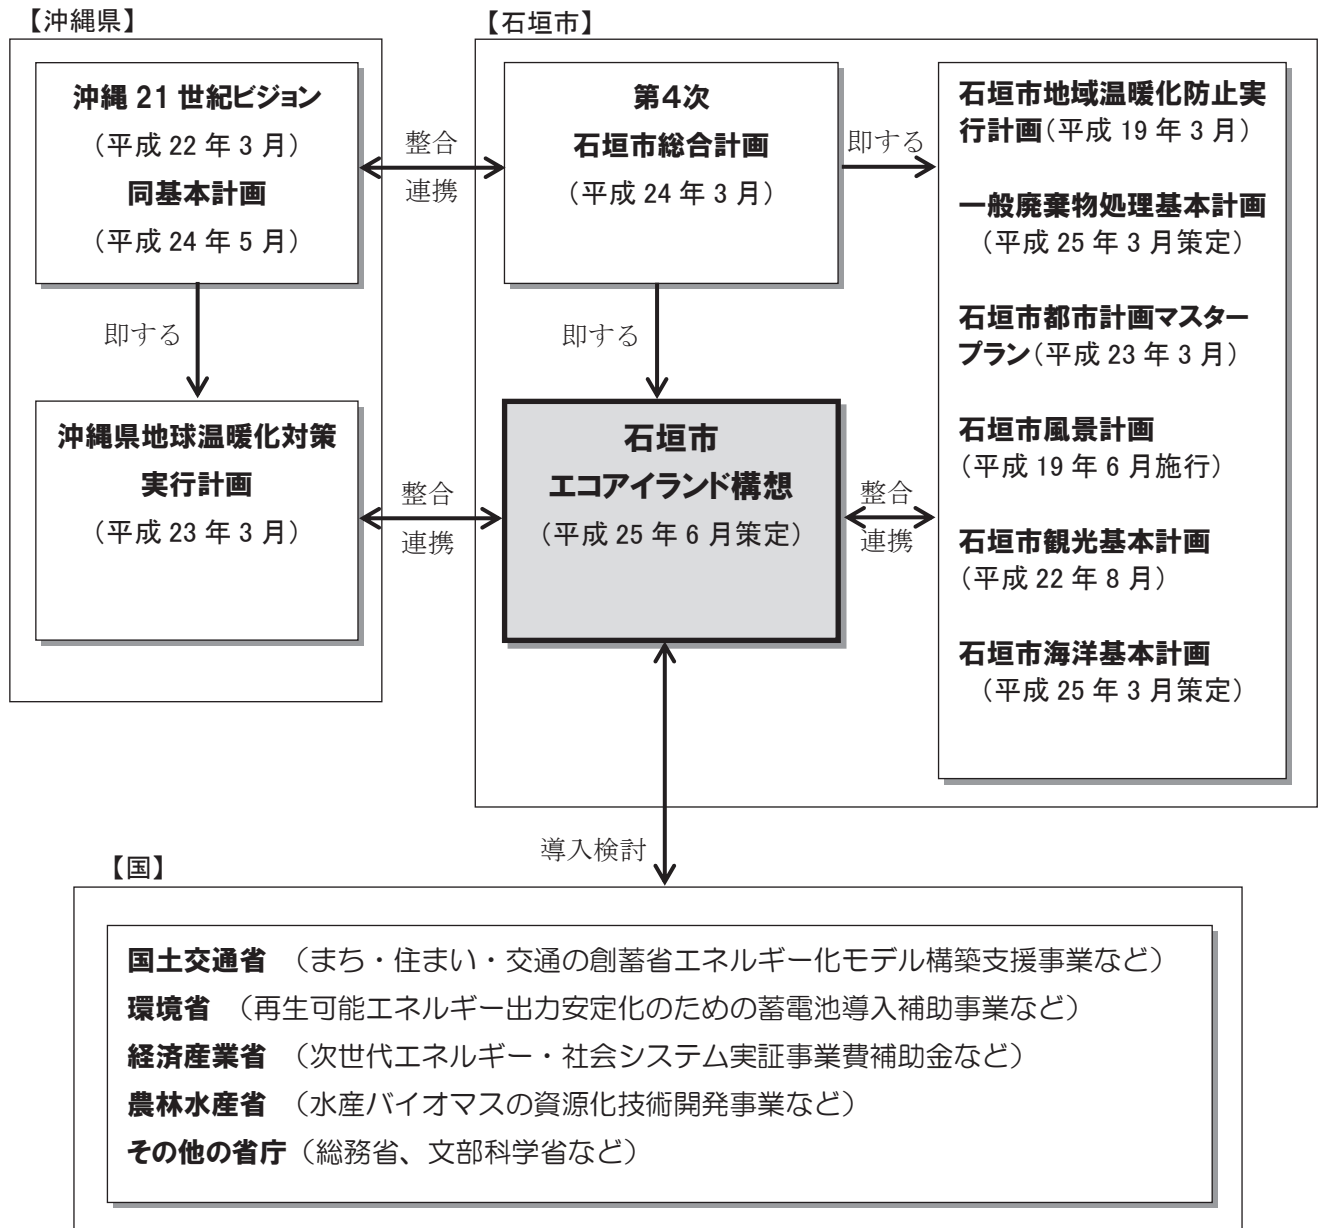 【沖縄県】
沖縄 21 世紀ビジョン
（平成 22 年 3 月）
同基本計画
（平成 24 年 5 月）
即する
沖縄県地球温暖化対策
実行計画
（平成 23 年 3 月）
整合
連携
整合
連携
【石垣市】
第4次
石垣市総合計画
（平成 24 年 3 月）
即する
即する
石垣市
エコアイランド構想
（平成 25 年 6 月策定）
整合
連携
石垣市地域温暖化防止実
行計画（平成 19 年 3 月）
一般廃棄物処理基本計画
（平成 25 年 3 月策定）
石垣市都市計画マスター
プラン（平成 23 年 3 月）
石垣市風景計画
（平成 19 年 6 月施行）
石垣市観光基本計画
（平成 22 年 8 月）
石垣市海洋基本計画
（平成 25 年 3 月策定）
導入検討
【国】
国土交通省 （まち・住まい・交通の創蓄省エネルギー化モデル構築支援事業など）
環境省 （再生可能エネルギー出力安定化のための蓄電池導入補助事業など）
経済産業省 （次世代エネルギー・社会システム実証事業費補助金など）
農林水産省 （水産バイオマスの資源化技術開発事業など）
その他の省庁（総務省、文部科学省など）